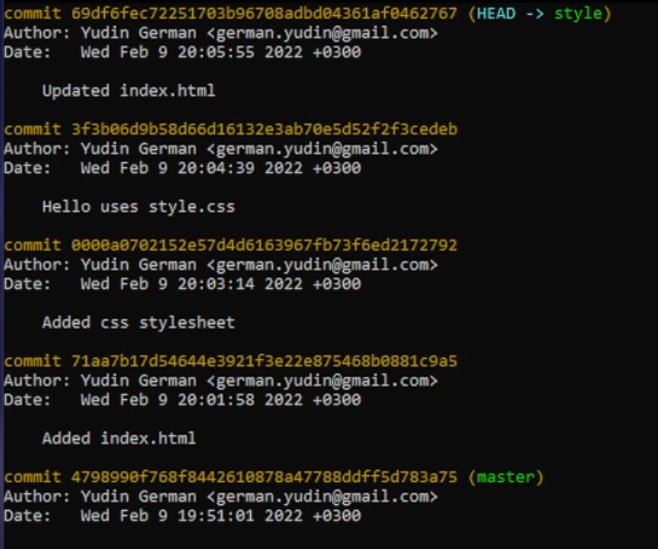 commit 69df6fec72251703b96708adbd04361af0462767 (HEAD -> style)
Author: Yudin German <german.yudin@gmail.com>
Date:   Wed Feb 9 20:05:55 2022 +0300
Updated index.html
commit 3f3b06d9b58d66d16132e3ab70e5d52f2f3cedeb
Author: Yudin German <german.yudin@gmail.com>
Date:   Wed Feb 9 20:04:39 2022 +0300
Hello uses style.css
commit 0000a0702152e57d4d6163967fb73f6ed2172792
Author: Yudin German <german.yudin@gmail.com>
Date:   Wed Feb 9 20:03:14 2022 +0300
Added css stylesheet
commit 71aa7b17d54644e3921f3e22e875468b0881c9a5
Author: Yudin German <german.yudin@gmail.com>
Date:   Wed Feb 9 20:01:58 2022 +0300
Added index.html
commit 4798990f768f8442610878a47788ddff5d783a75 (master)
Author: Yudin German <german.yudin@gmail.com>
Date:   Wed Feb 9 19:51:01 2022 +0300